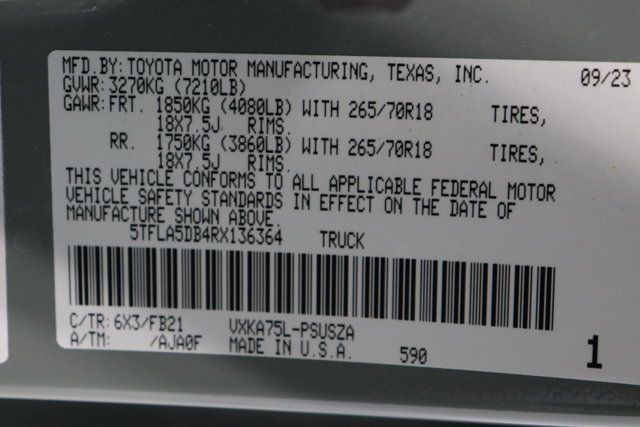 MFD.BY: TOYOTA MOTOR MANUFACTURING, TEXAS, INC. 09/23
GVWR: 3270KG (7210LB)
GAWR: FRT. 1850KG (4080LB) WITH 265/70R18 TIRES,
18X7.5J RIMS.
RR. 1750KG (3860LB) WITH 265/70R18 TIRES,
18X7.5J RIMS.
THIS VEHICLE CONFORMS TO ALL APPLICABLE FEDERAL MOTOR
VEHICLE SAFETY STANDARDS IN EFFECT ON THE DATE OF
MANUFACTURE SHOWN ABOVE.
5TFLA5DB4RX136364 TRUCK
C/TR: 6X3/FB21 VXKA75L-PSUSZA
A/TM: /AJA0F MADE IN U.S.A. 590 1